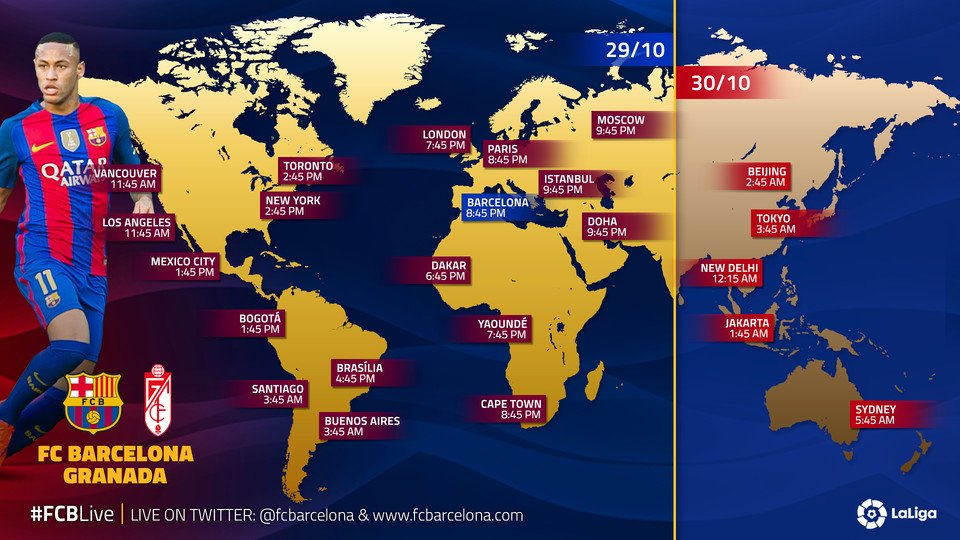 29/10
30/10
MOSCOW
9:45 PM
LONDON
7:45 PM
PARIS
8:45 PM
TORONTO
2:45 PM
VANCOUVER
11:45 AM
ISTANBUL
9:45 PM
BEIJING
2:45 AM
NEW YORK
2:45 PM
BARCELONA
8:45 PM
LOS ANGELES
11:45 AM
DOHA
9:45 PM
TOKYO
3:45 AM
MEXICO CITY
1:45 PM
DAKAR
6:45 PM
NEW DELHI
12:15 AM
BOGOTÁ
1:45 PM
YAOUNDÉ
7:45 PM
JAKARTA
1:45 AM
BRASÍLIA
4:45 PM
SANTIAGO
3:45 AM
CAPE TOWN
8:45 PM
BUENOS AIRES
3:45 AM
SYDNEY
5:45 AM
QATAR
AIRWAYS
11
FCB
FC BARCELONA
GRANADA
#FCBLive | LIVE ON TWITTER: @fcbarcelona & www.fcbarcelona.com
LaLiga